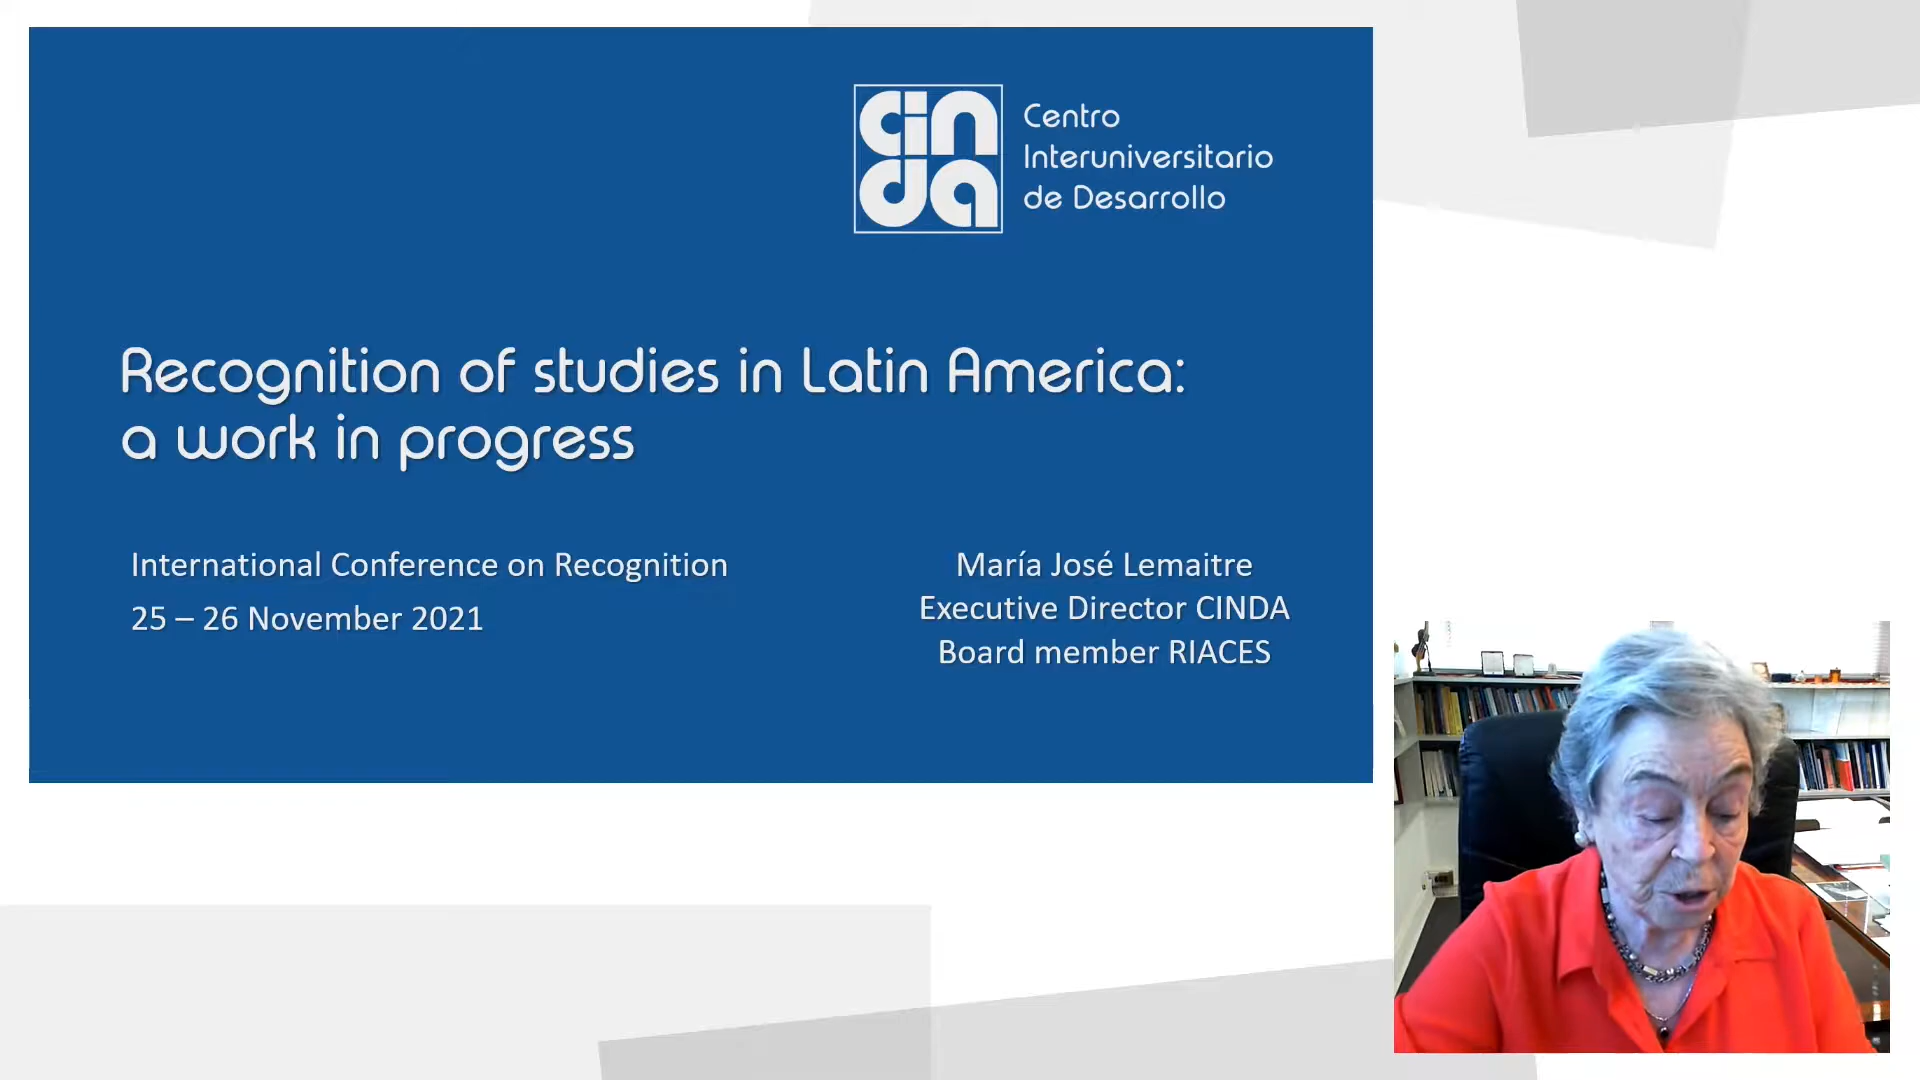 cinda
Centro
Interuniversitario
de Desarrollo
Recognition of studies in Latin America:
a work in progress
International Conference on Recognition
25 – 26 November 2021
María José Lemaitre
Executive Director CINDA
Board member RIACES